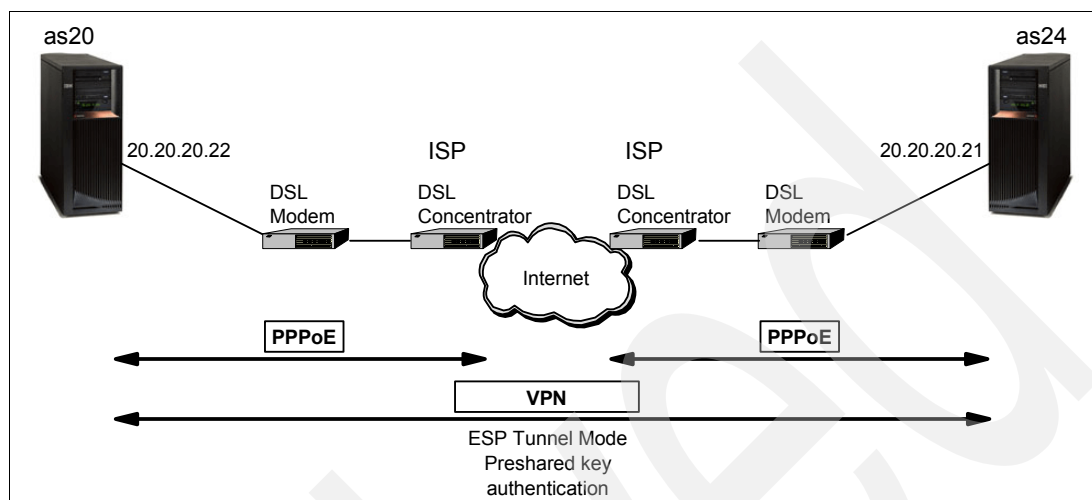 as20
as24
20.20.20.22
ISP
ISP
20.20.20.21
DSL
Modem
DSL
Concentrator
DSL
Concentrator
DSL
Modem
Internet
PPPoE
PPPoE
VPN
ESP Tunnel Mode
Preshared key
authentication